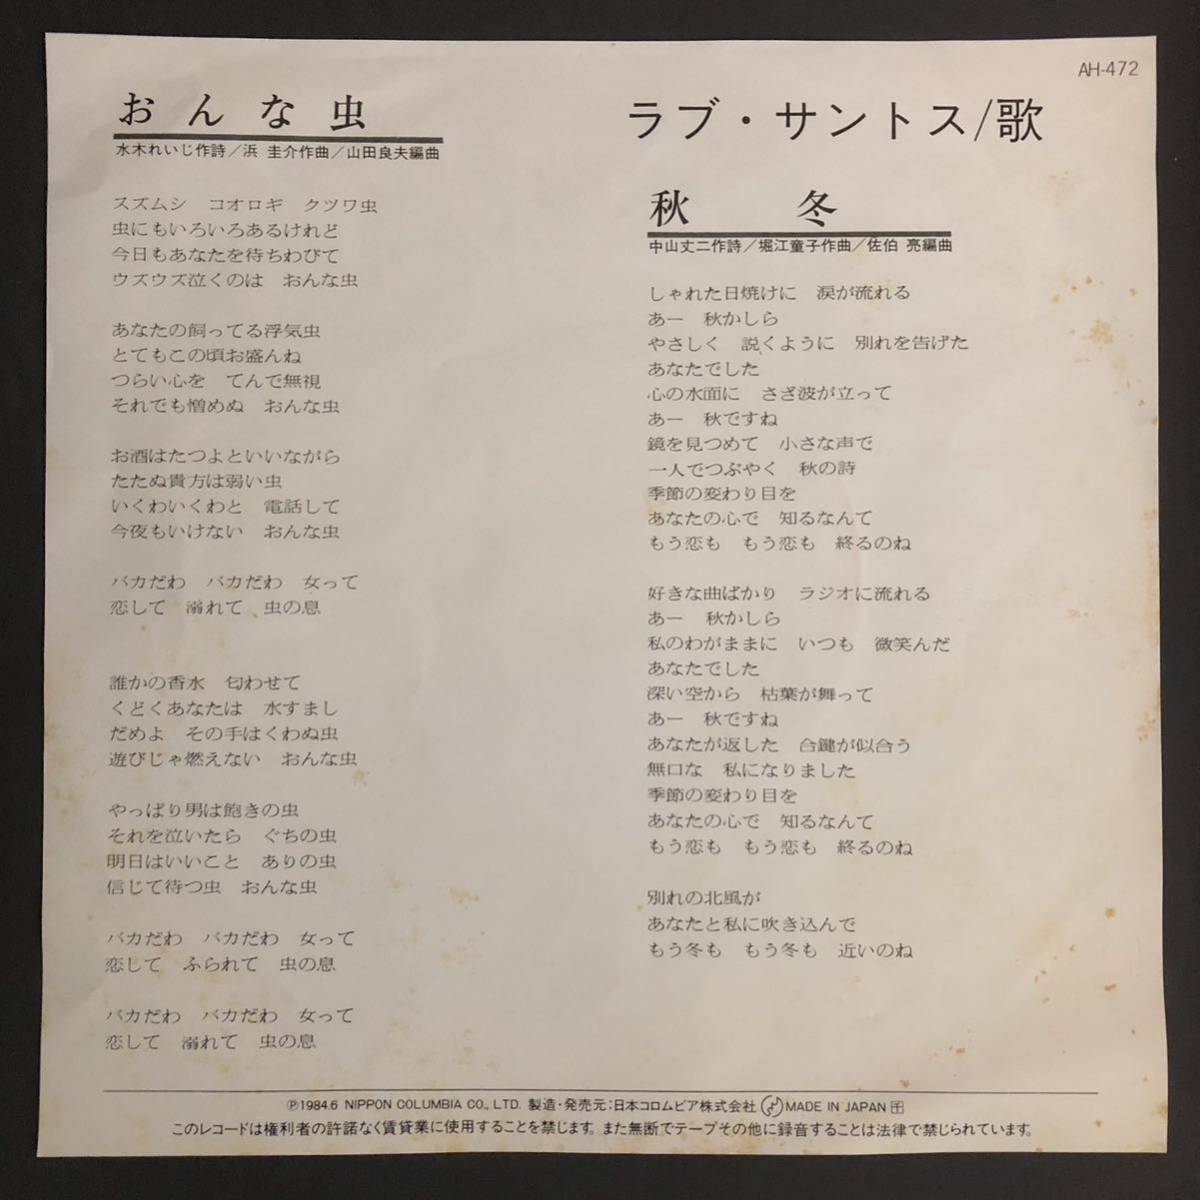 AH-472
おんな虫
水木れいじ作詩／浜 圭介作曲／山田良夫編曲
スズムシ コオロギ クツワ虫
虫にもいろいろあるけれど
今日もあなたを待ちわびて
ウズウズ泣くのは おんな虫
あなたの飼ってる浮気虫
とてもこの頃お盛んね
つらい心を てんで無視
それでも憎めぬ おんな虫
お酒はたつよといいながら
たたぬ貴方は弱い虫
いくわいくわと 電話して
今夜もいけない おんな虫
バカだわ バカだわ 女って
恋して 溺れて 虫の息
誰かの香水 匂わせて
くどくあなたは 水すまし
だめよ その手はくわぬ虫
遊びじゃ燃えない おんな虫
やっぱり男は飽きの虫
それを泣いたら ぐちの虫
明日はいいこと ありの虫
信じて待つ虫 おんな虫
バカだわ バカだわ 女って
恋して ふられて 虫の息
バカだわ バカだわ 女って
恋して 溺れて 虫の息
ラブ・サントス/歌
秋 冬
中山丈二作詩／堀江童子作曲／佐伯 亮編曲
しゃれた日焼けに 涙が流れる
あー 秋かしら
やさしく 説くように 別れを告げた
あなたでした
心の水面に さざ波が立って
あー 秋ですね
鏡を見つめて 小さな声で
一人でつぶやく 秋の詩
季節の変わり目を
あなたの心で 知るなんて
もう恋も もう恋も 終るのね
好きな曲ばかり ラジオに流れる
あー 秋かしら
私のわがままに いつも 微笑んだ
あなたでした
深い空から 枯葉が舞って
あー 秋ですね
あなたが返した 合鍵が似合う
無口な 私になりました
季節の変わり目を
あなたの心で 知るなんて
もう恋も もう恋も 終るのね
別れの北風が
あなたと私に吹き込んで
もう冬も もう冬も 近いのね
Ⓟ1984.6 NIPPON COLUMBIA CO., LTD. 製造・発売元：日本コロムビア株式会社 MADE IN JAPAN
このレコードは権利者の許諾なく賃貸業に使用することを禁じます。また無断でテープその他に録音することは法律で禁じられています。